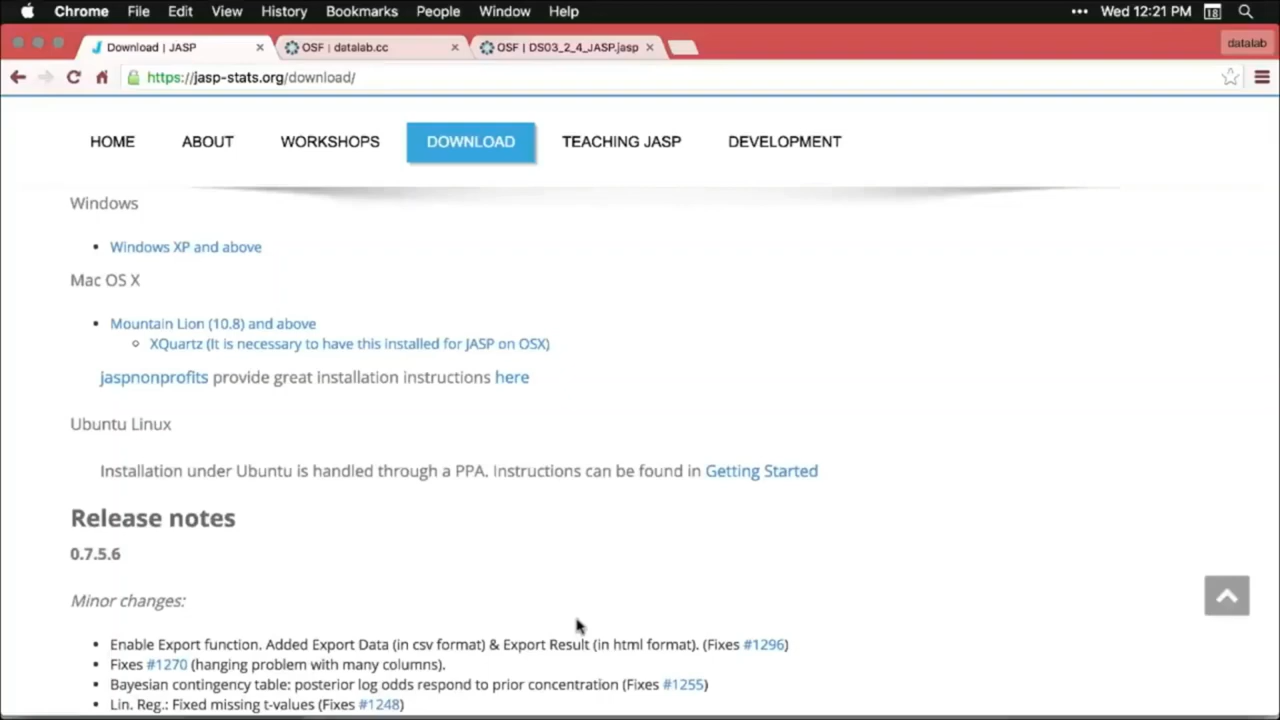 Chrome File Edit View History Bookmarks People Window Help ••• Wed 12:21 PM 18
Download | JASP OSF | datalab.cc OSF | DS03_2_4_JASP.jasp datalab
https://jasp-stats.org/download/
HOME ABOUT WORKSHOPS DOWNLOAD TEACHING JASP DEVELOPMENT
Windows
• Windows XP and above
Mac OS X
• Mountain Lion (10.8) and above
XQuartz (It is necessary to have this installed for JASP on OSX)
jaspnonprofits provide great installation instructions here
Ubuntu Linux
Installation under Ubuntu is handled through a PPA. Instructions can be found in Getting Started
Release notes
0.7.5.6
Minor changes:
• Enable Export function. Added Export Data (in csv format) & Export Result (in html format). (Fixes #1296)
• Fixes #1270 (hanging problem with many columns).
• Bayesian contingency table: posterior log odds respond to prior concentration (Fixes #1255)
• Lin. Reg.: Fixed missing t-values (Fixes #1248)